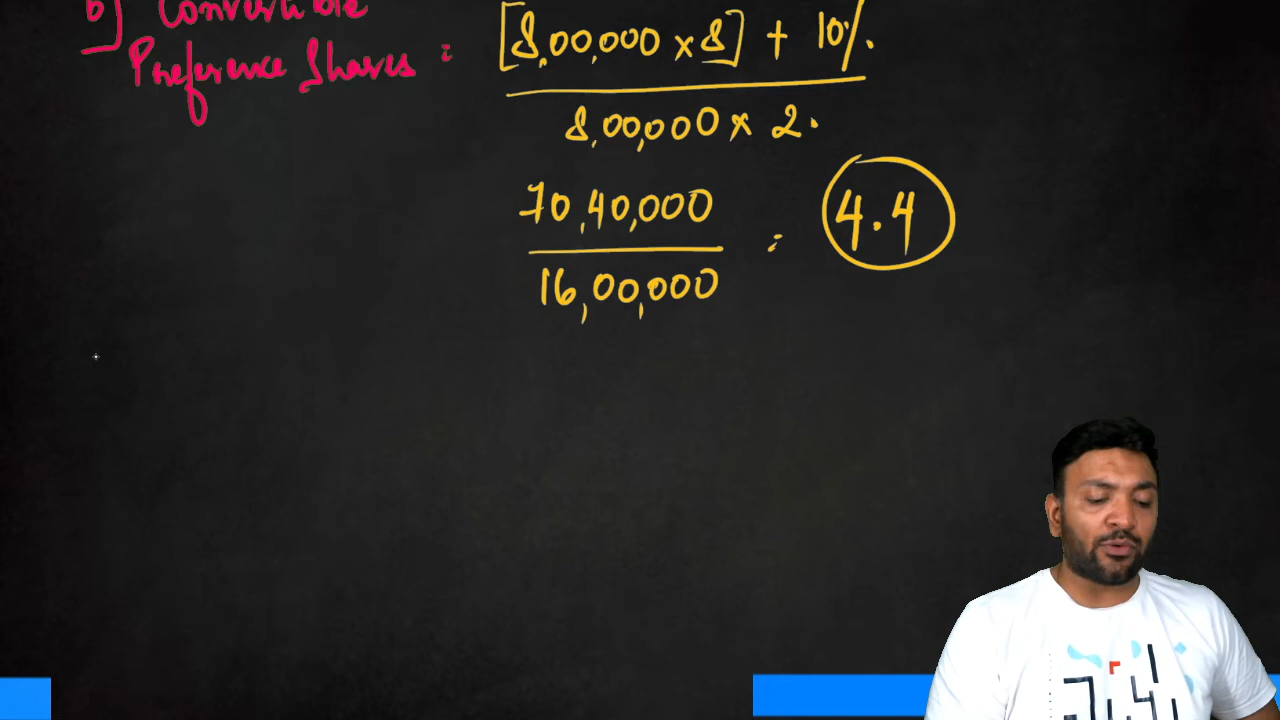 b] Convertible
Preference Shares :
[8,00,000 x 8] + 10%.
8,00,000 x 2.
70,40,000
16,00,000
: 4.4